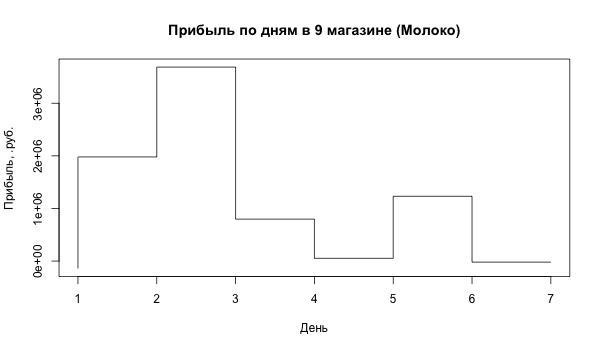 Прибыль по дням в 9 магазине (Молоко)
Прибыль, .руб.
3e+06
2e+06
1e+06
0e+00
1 2 3 4 5 6 7
День